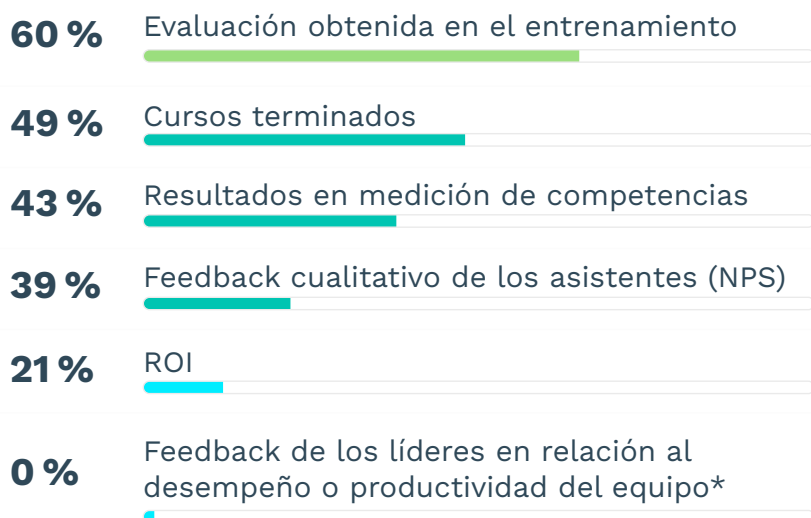 60 % Evaluación obtenida en el entrenamiento
49 % Cursos terminados
43 % Resultados en medición de competencias
39 % Feedback cualitativo de los asistentes (NPS)
21 % ROI
0 % Feedback de los líderes en relación al
desempeño o productividad del equipo*